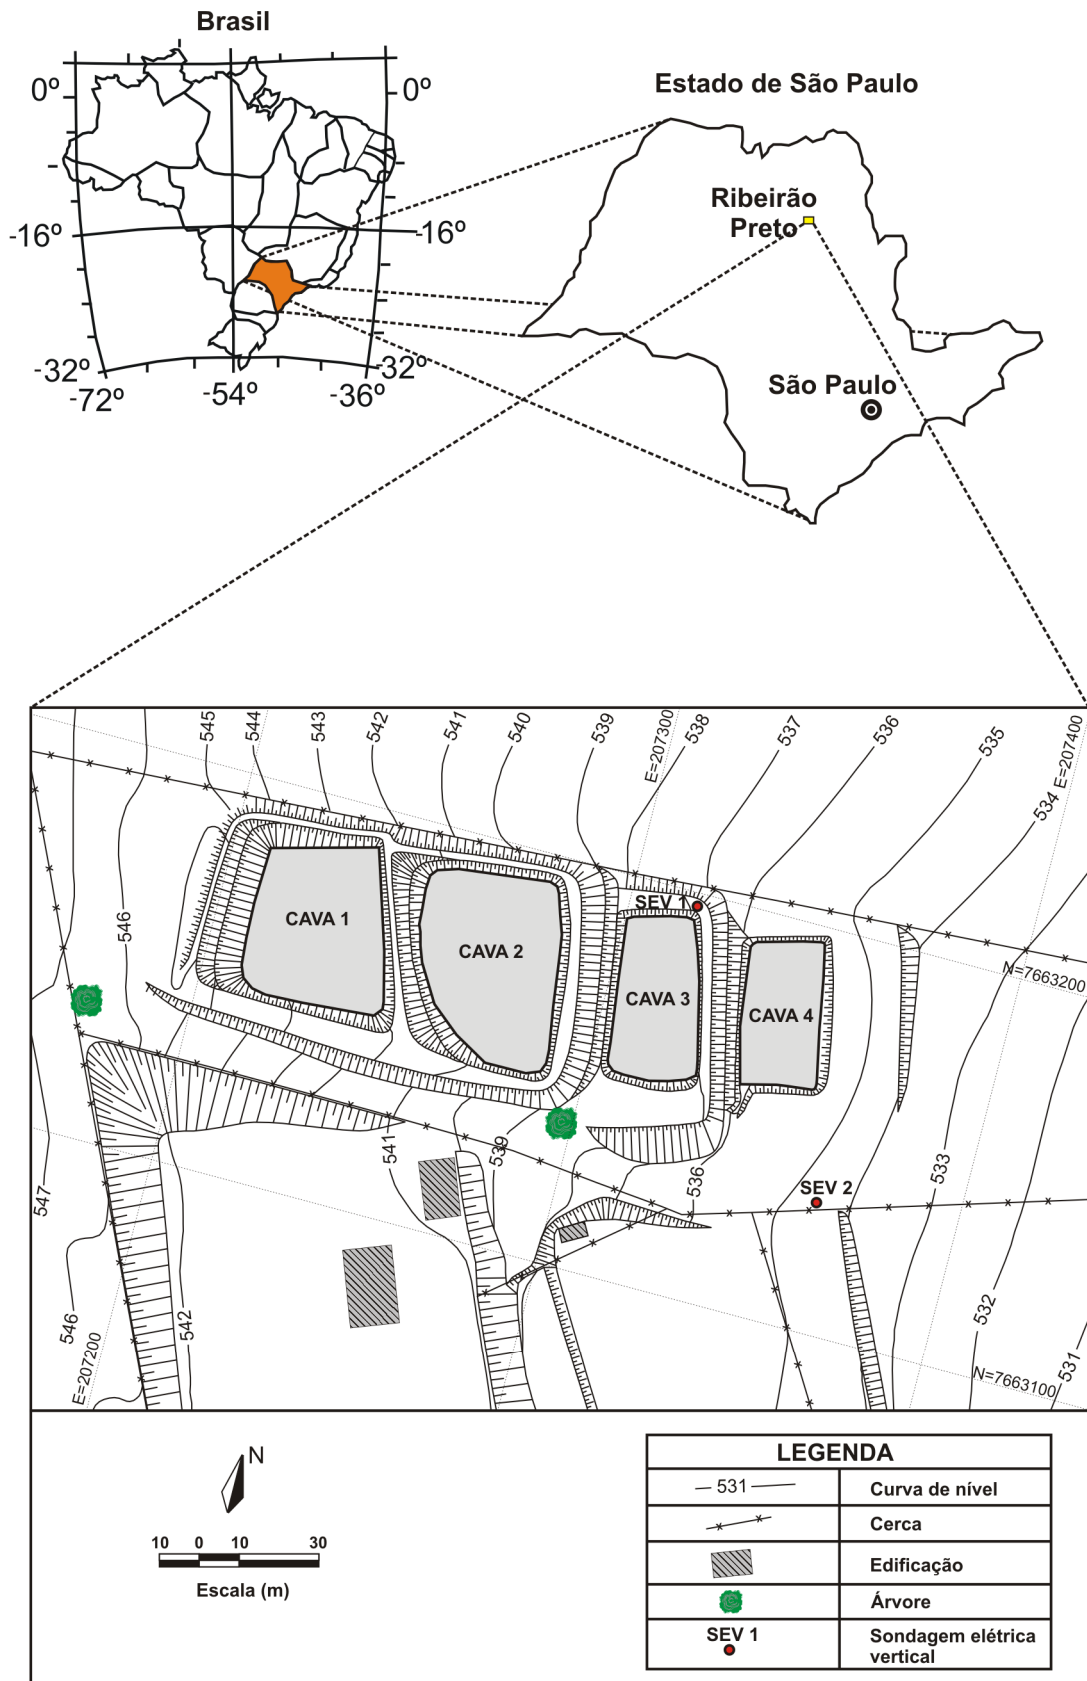 Brasil
0º
0º
-16º
-16º
-32º
-32º
-72º
-54º
-36º
Estado de São Paulo
Ribeirão
Preto
São Paulo
545
544
543
542
541
540
539
E=207300
538
537
536
535
E=207400
534
546
CAVA 1
CAVA 2
SEV 1
CAVA 3
CAVA 4
N=7663200
541
539
536
SEV 2
533
547
546
E=207200
542
532
531
N=7663100
N
10 0 10 30
Escala (m)
LEGENDA
531
Curva de nível
Cerca
Edificação
Árvore
SEV 1
Sondagem elétrica
vertical